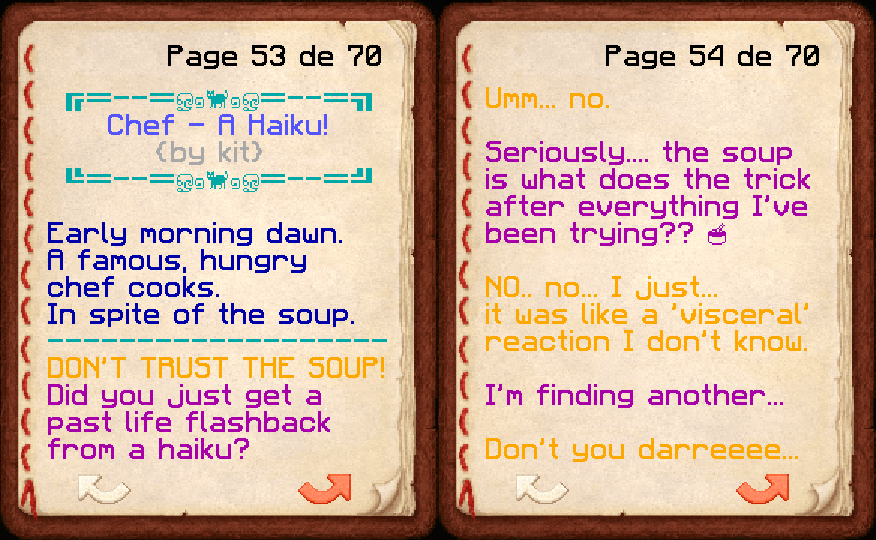 Page 53 de 70
Chef - A Haiku!
{by kit}
Early morning dawn.
A famous, hungry
chef cooks.
In spite of the soup.
DON'T TRUST THE SOUP!
Did you just get a
past life flashback
from a haiku?
Page 54 de 70
Umm... no.
Seriously.... the soup
is what does the trick
after everything I've
been trying??
NO.. no... I just...
it was like a 'visceral'
reaction I don't know.
I'm finding another...
Don't you darreeee...